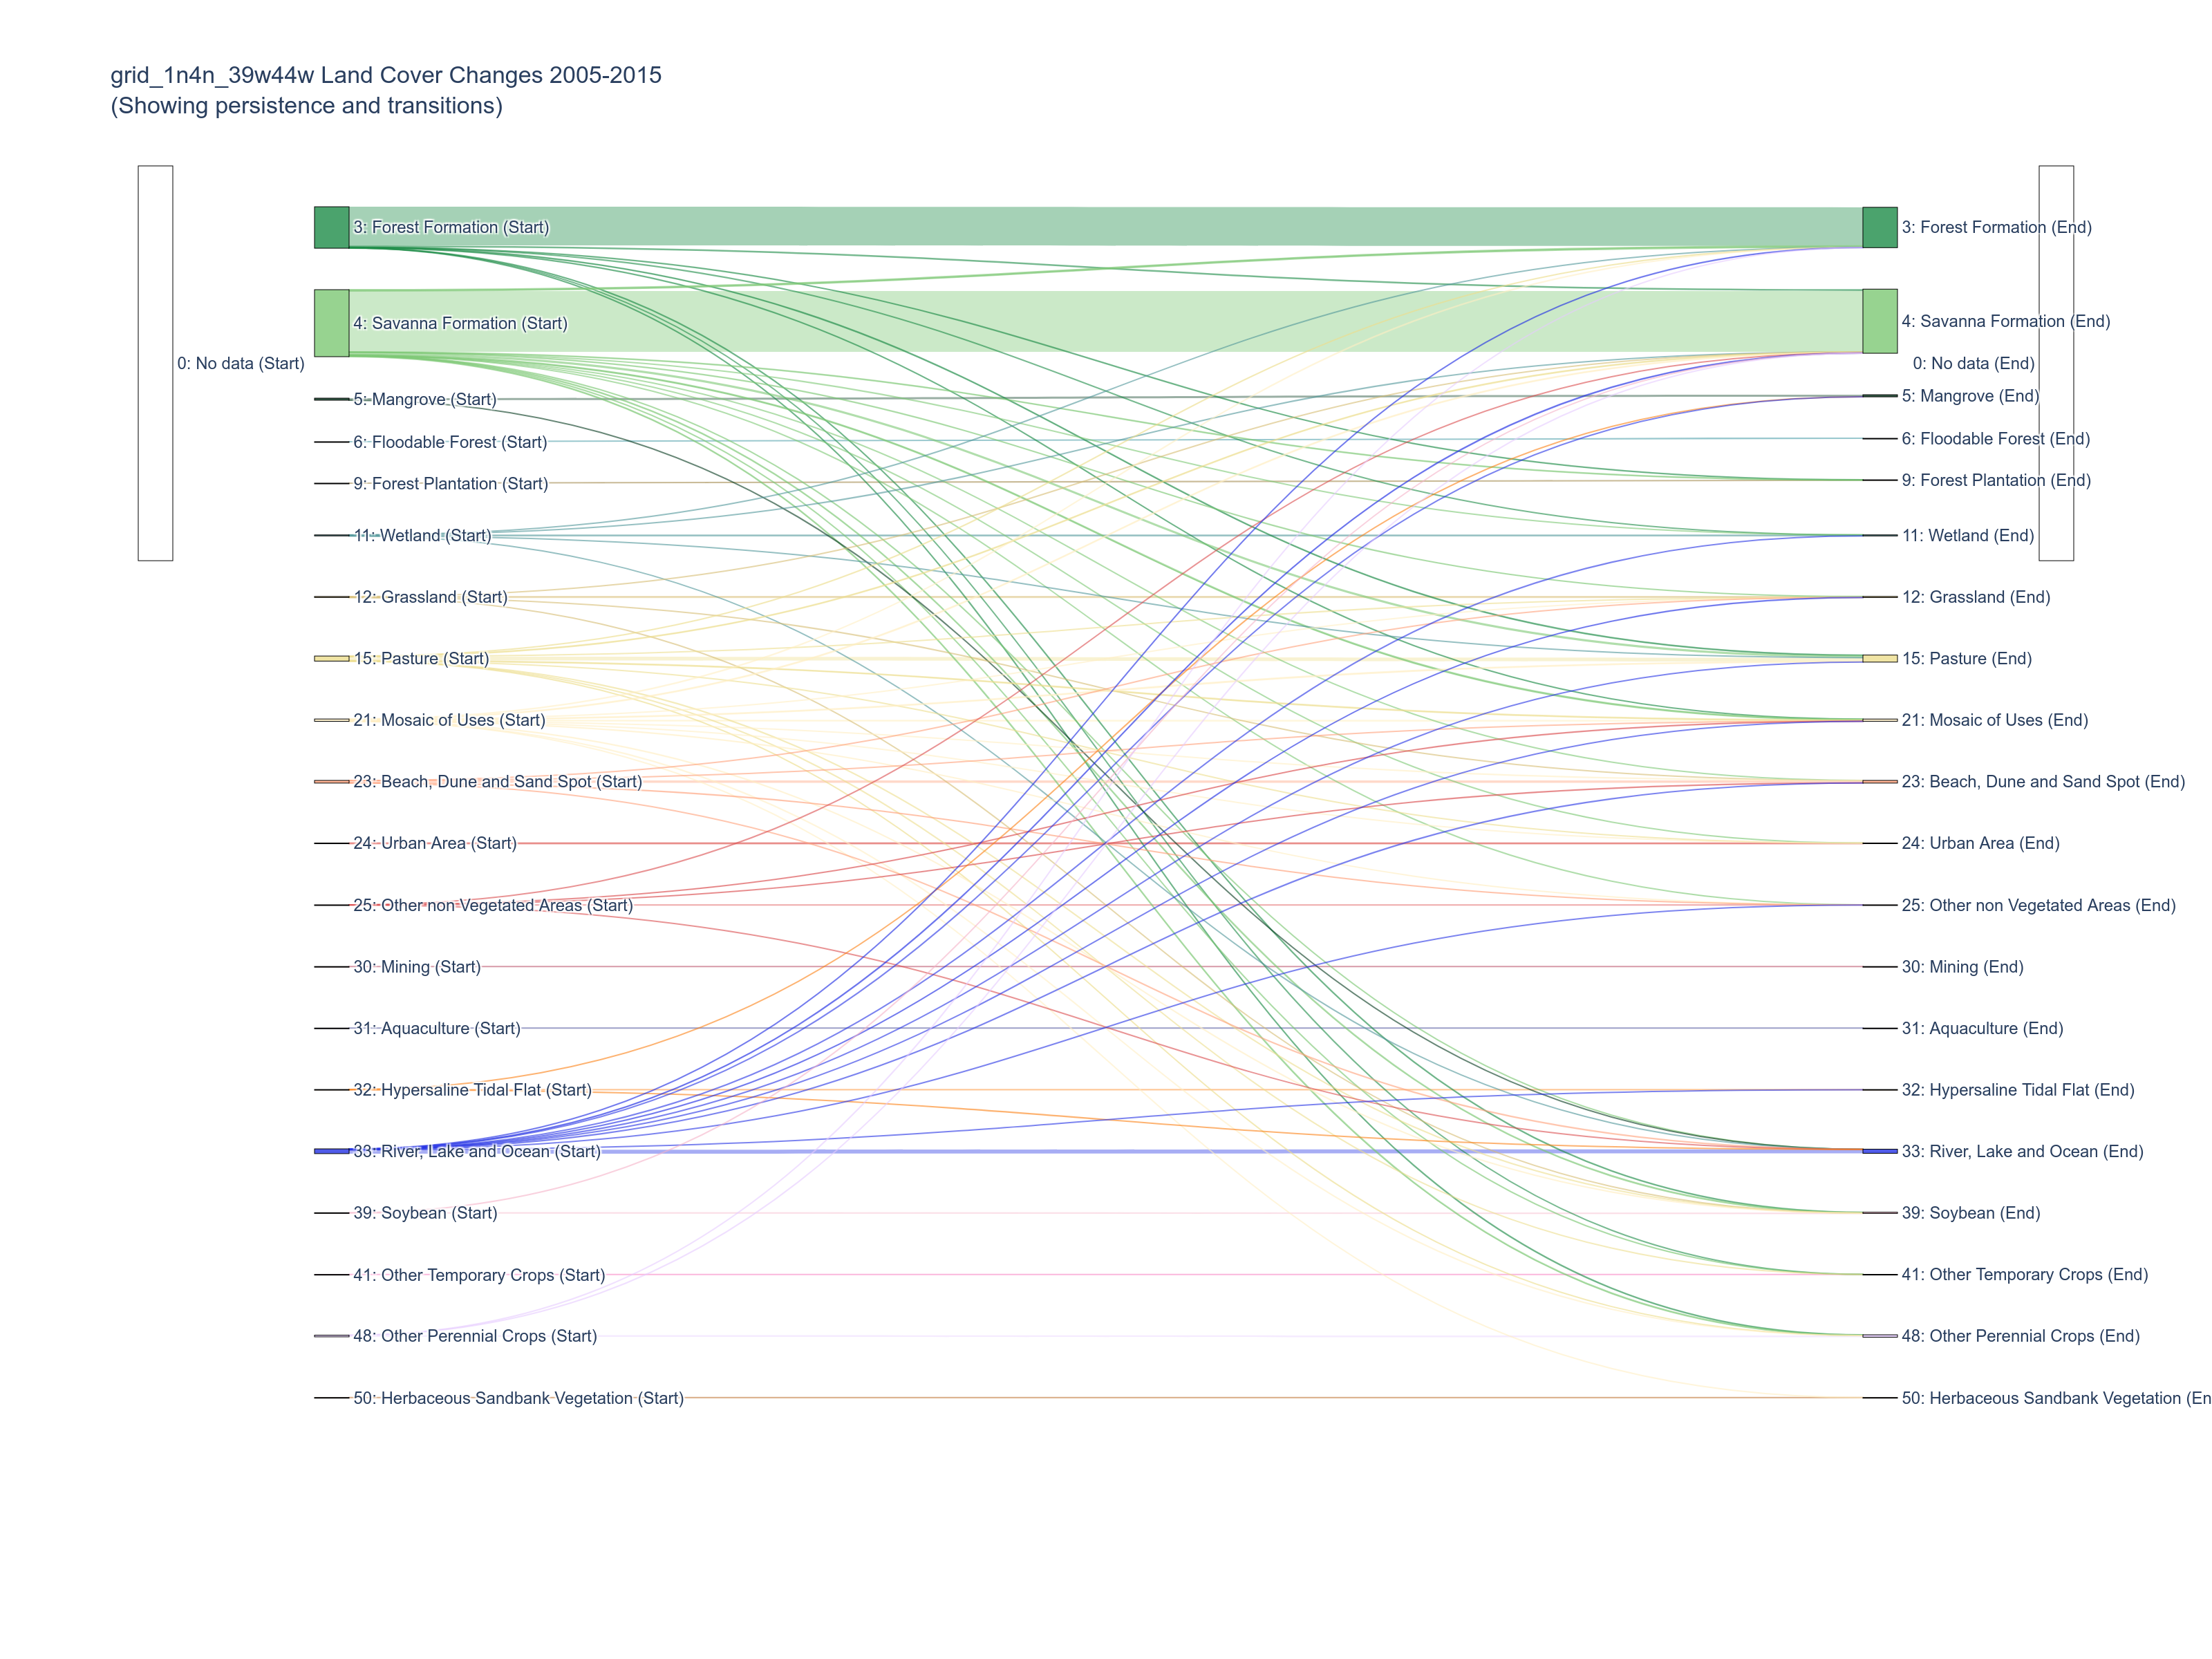 grid_1n4n_39w44w Land Cover Changes 2005-2015
(Showing persistence and transitions)
0: No data (Start)
3: Forest Formation (Start)
4: Savanna Formation (Start)
5: Mangrove (Start)
6: Floodable Forest (Start)
9: Forest Plantation (Start)
11: Wetland (Start)
12: Grassland (Start)
15: Pasture (Start)
21: Mosaic of Uses (Start)
23: Beach, Dune and Sand Spot (Start)
24: Urban Area (Start)
25: Other non Vegetated Areas (Start)
30: Mining (Start)
31: Aquaculture (Start)
32: Hypersaline Tidal Flat (Start)
33: River, Lake and Ocean (Start)
39: Soybean (Start)
41: Other Temporary Crops (Start)
48: Other Perennial Crops (Start)
50: Herbaceous Sandbank Vegetation (Start)
3: Forest Formation (End)
4: Savanna Formation (End)
0: No data (End)
5: Mangrove (End)
6: Floodable Forest (End)
9: Forest Plantation (End)
11: Wetland (End)
12: Grassland (End)
15: Pasture (End)
21: Mosaic of Uses (End)
23: Beach, Dune and Sand Spot (End)
24: Urban Area (End)
25: Other non Vegetated Areas (End)
30: Mining (End)
31: Aquaculture (End)
32: Hypersaline Tidal Flat (End)
33: River, Lake and Ocean (End)
39: Soybean (End)
41: Other Temporary Crops (End)
48: Other Perennial Crops (End)
50: Herbaceous Sandbank Vegetation (En